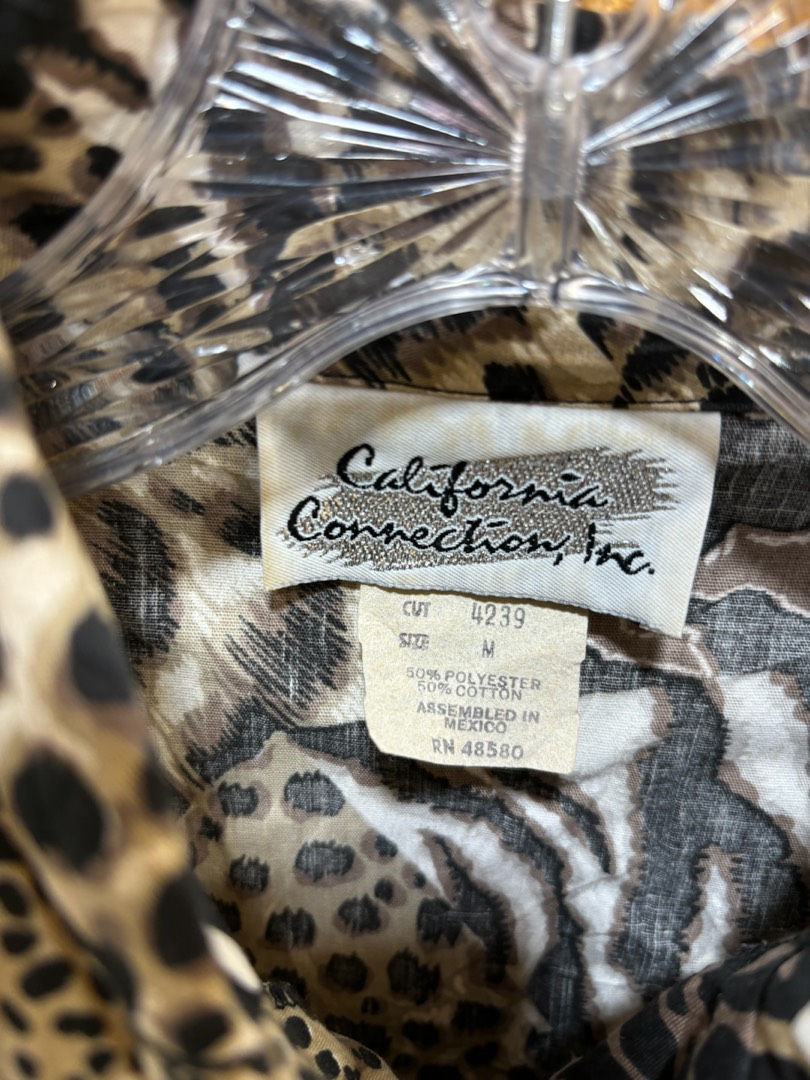 California
Connection, Inc.
CUT 4239
SIZE M
50% POLYESTER
50% COTTON
ASSEMBLED IN
MEXICO
RN 48580